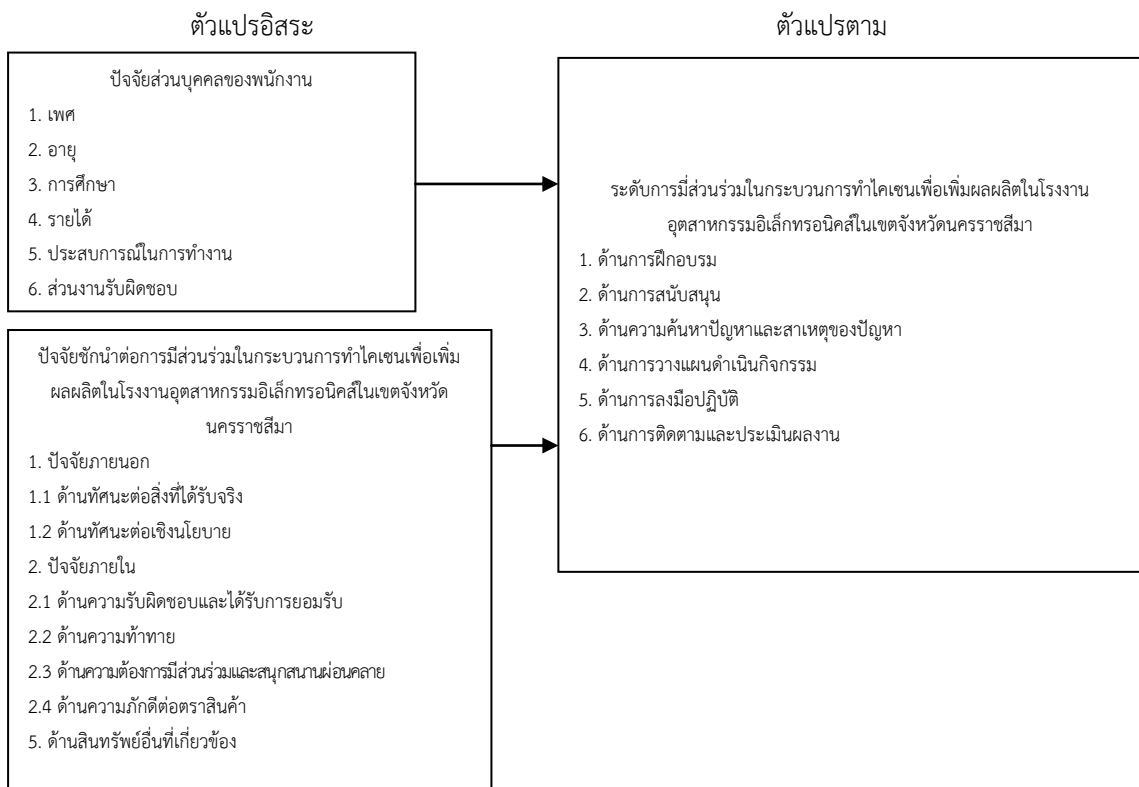 ตัวแปรอิสระ
ปัจจัยส่วนบุคคลของพนักงาน
1. เพศ
2. อายุ
3. การศึกษา
4. รายได้
5. ประสบการณ์ในการทำงาน
6. ส่วนงานรับผิดชอบ
ปัจจัยชักนำต่อการมีส่วนร่วมในกระบวนการทำไคเซนเพื่อเพิ่ม
ผลผลิตในโรงงานอุตสาหกรรมอิเล็กทรอนิคส์ในเขตจังหวัด
นครราชสีมา
1. ปัจจัยภายนอก
1.1 ด้านทัศนะต่อสิ่งที่ได้รับจริง
1.2 ด้านทัศนะต่อเชิงนโยบาย
2. ปัจจัยภายใน
2.1 ด้านความรับผิดชอบและได้รับการยอมรับ
2.2 ด้านความท้าทาย
2.3 ด้านความต้องการมีส่วนร่วมและสนุกสนานผ่อนคลาย
2.4 ด้านความภักดีต่อตราสินค้า
5. ด้านสินทรัพย์อื่นที่เกี่ยวข้อง
ตัวแปรตาม
ระดับการมี่ส่วนร่วมในกระบวนการทำไคเซนเพื่อเพิ่มผลผลิตในโรงงาน
อุตสาหกรรมอิเล็กทรอนิคส์ในเขตจังหวัดนครราชสีมา
1. ด้านการฝึกอบรม
2. ด้านการสนับสนุน
3. ด้านความค้นหาปัญหาและสาเหตุของปัญหา
4. ด้านการวางแผนดำเนินกิจกรรม
5. ด้านการลงมือปฏิบัติ
6. ด้านการติดตามและประเมินผลงาน